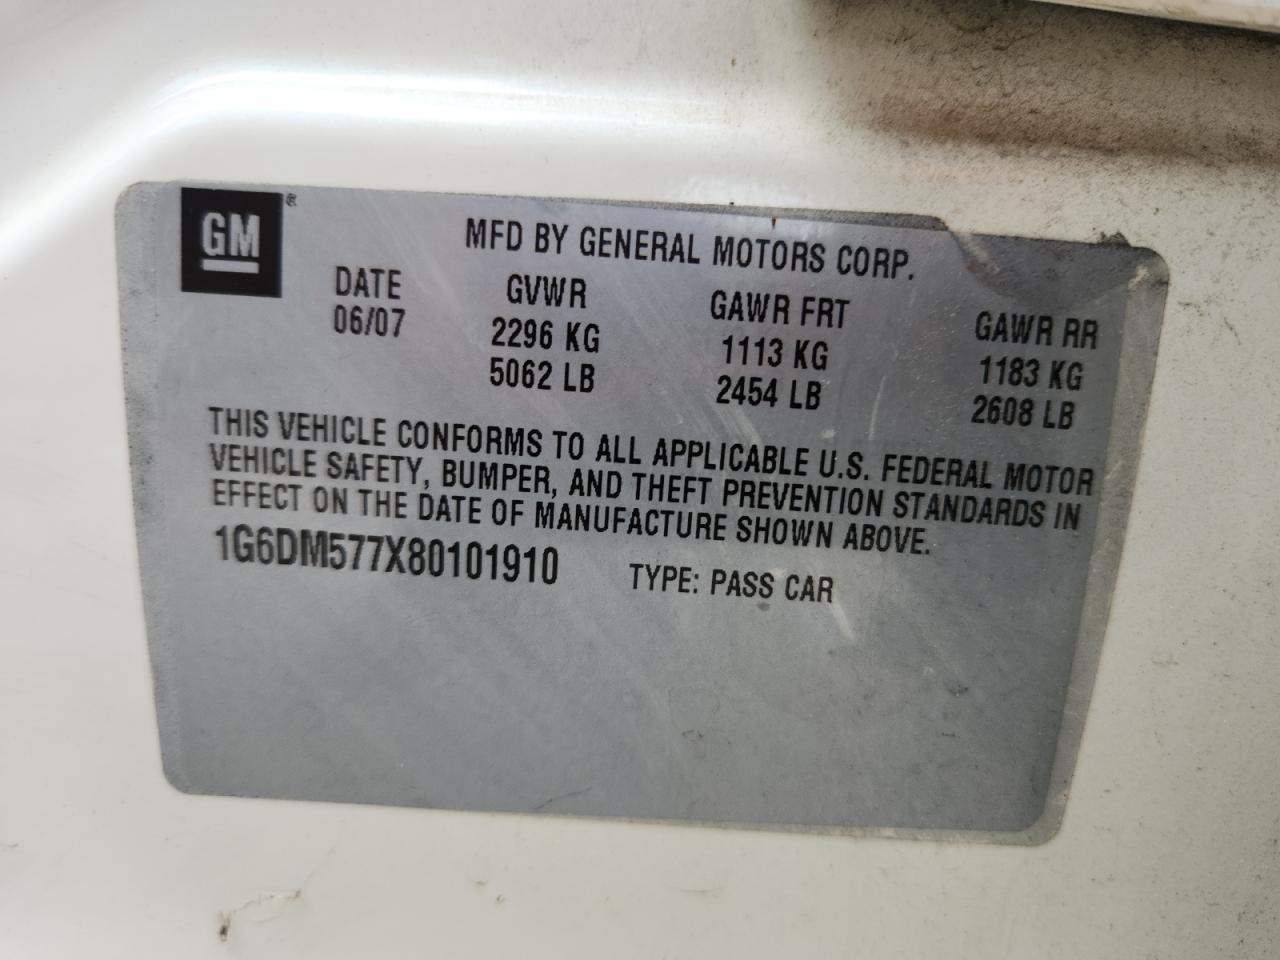 GM®
MFD BY GENERAL MOTORS CORP.
DATE GVWR GAWR FRT GAWR RR
06/07 2296 KG 1113 KG 1183 KG
5062 LB 2454 LB 2608 LB
THIS VEHICLE CONFORMS TO ALL APPLICABLE U.S. FEDERAL MOTOR
VEHICLE SAFETY, BUMPER, AND THEFT PREVENTION STANDARDS IN
EFFECT ON THE DATE OF MANUFACTURE SHOWN ABOVE.
1G6DM577X80101910 TYPE: PASS CAR